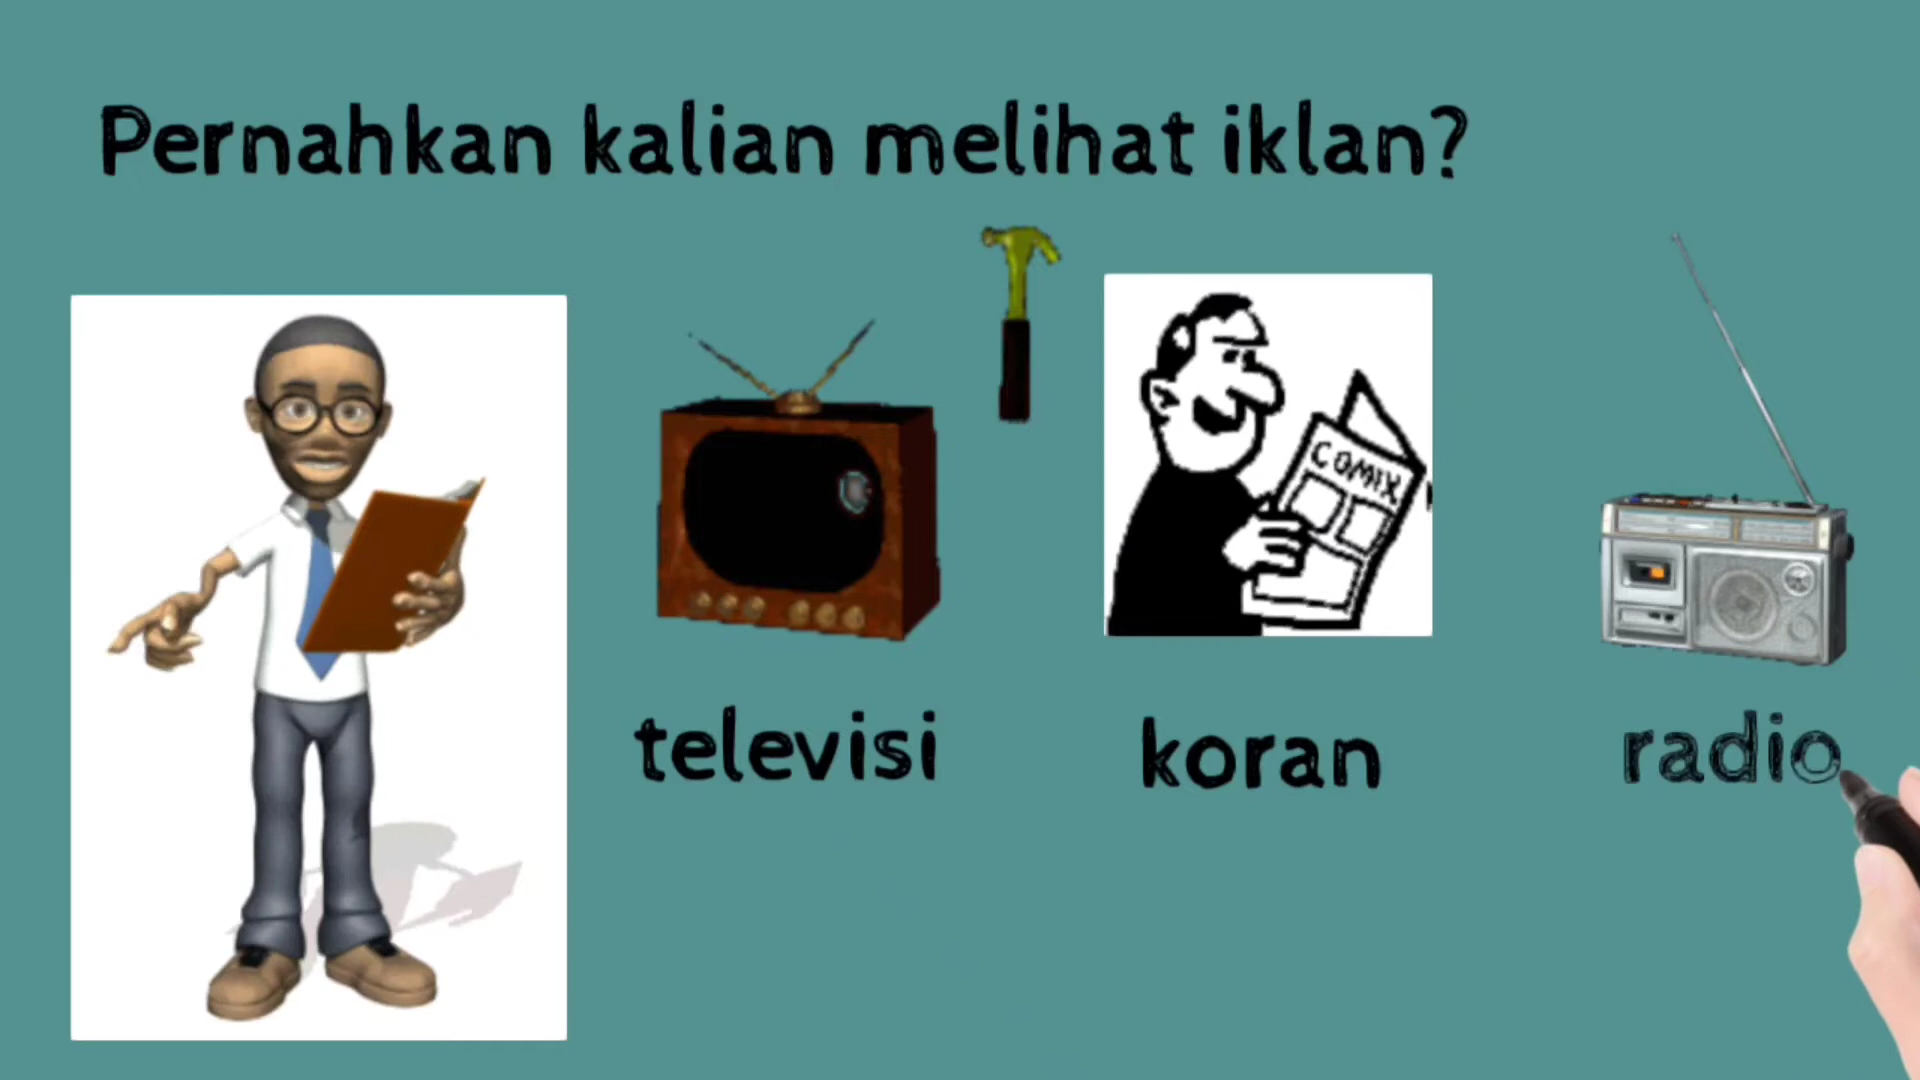 Pernahkan kalian melihat iklan?
COMIX
televisi
koran
radio